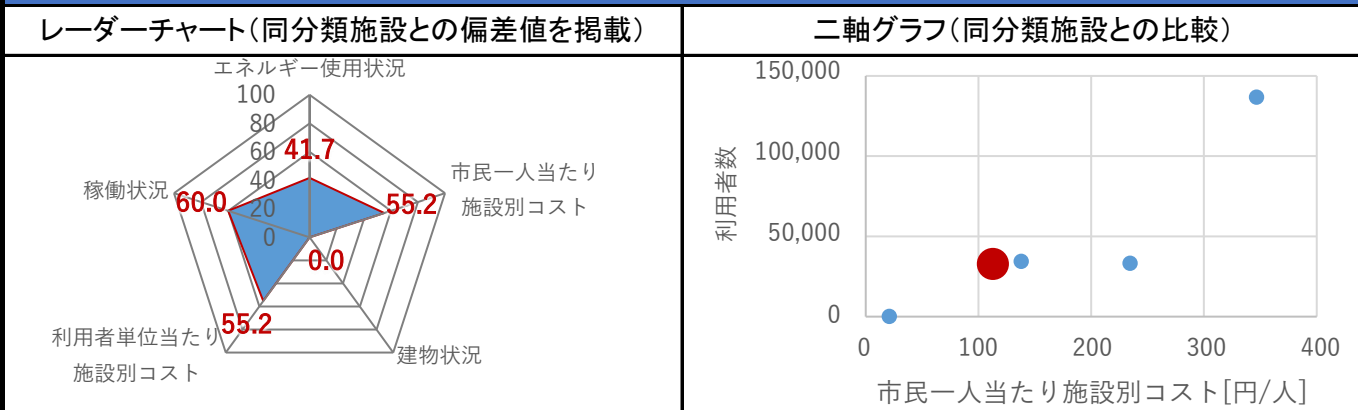 レーダーチャート(同分類施設との偏差値を掲載)
エネルギー使用状況
100
80
60
40
20
0
41.7
市民一人当たり
施設別コスト
55.2
稼働状況
60.0
0.0
利用者単位当たり
施設別コスト
55.2
建物状況
二軸グラフ(同分類施設との比較)
利用者数
150,000
100,000
50,000
0
0
100
200
300
400
市民一人当たり施設別コスト[円/人]